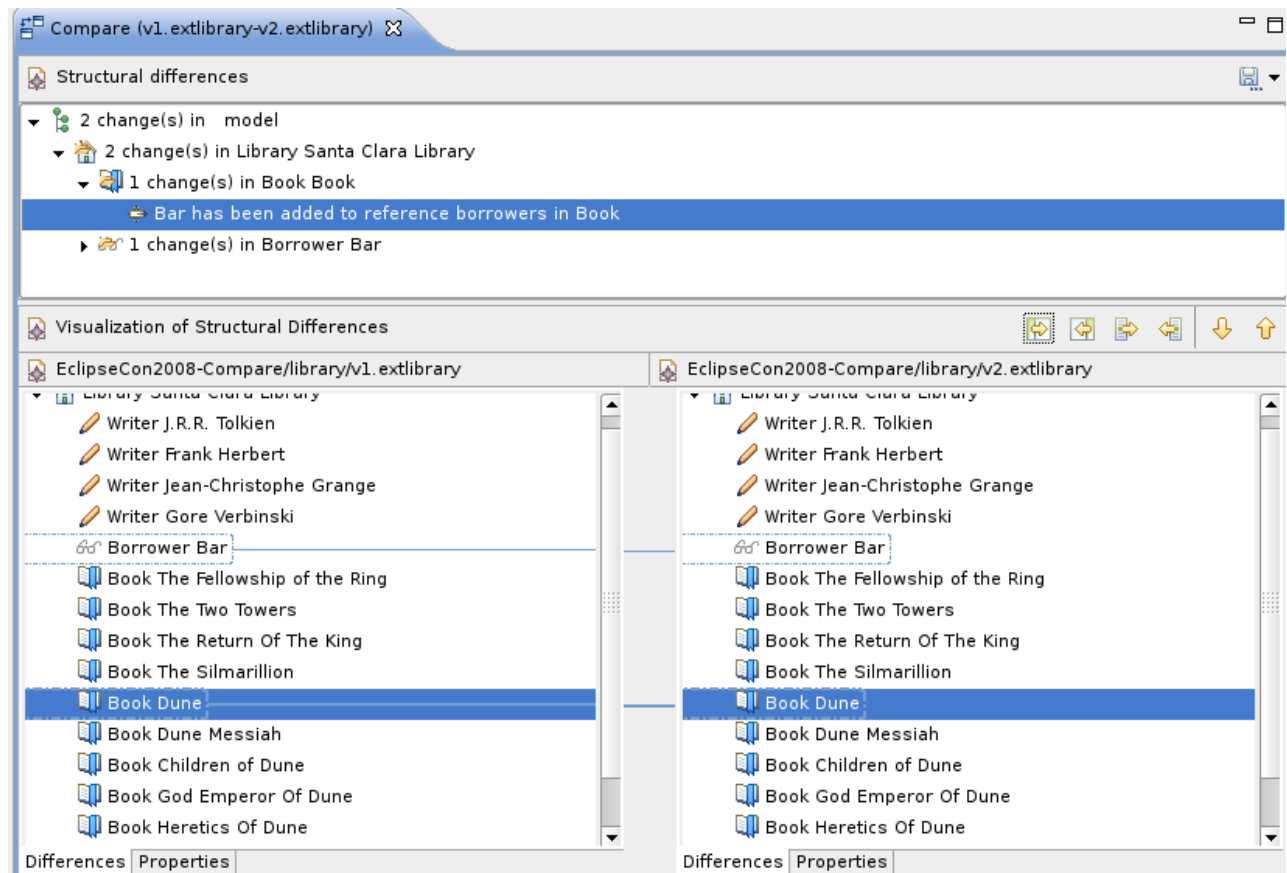 Compare (v1.extlibrary-v2.extlibrary)
Structural differences
2 change(s) in model
2 change(s) in Library Santa Clara Library
1 change(s) in Book Book
Bar has been added to reference borrowers in Book
1 change(s) in Borrower Bar
Visualization of Structural Differences
EclipseCon2008-Compare/library/v1.extlibrary
Library Santa Clara Library
Writer J.R.R. Tolkien
Writer Frank Herbert
Writer Jean-Christophe Grange
Writer Gore Verbinski
Borrower Bar
Book The Fellowship of the Ring
Book The Two Towers
Book The Return Of The King
Book The Silmarillion
Book Dune
Book Dune Messiah
Book Children of Dune
Book God Emperor Of Dune
Book Heretics Of Dune
Differences Properties
EclipseCon2008-Compare/library/v2.extlibrary
Library Santa Clara Library
Writer J.R.R. Tolkien
Writer Frank Herbert
Writer Jean-Christophe Grange
Writer Gore Verbinski
Borrower Bar
Book The Fellowship of the Ring
Book The Two Towers
Book The Return Of The King
Book The Silmarillion
Book Dune
Book Dune Messiah
Book Children of Dune
Book God Emperor Of Dune
Book Heretics Of Dune
Differences Properties